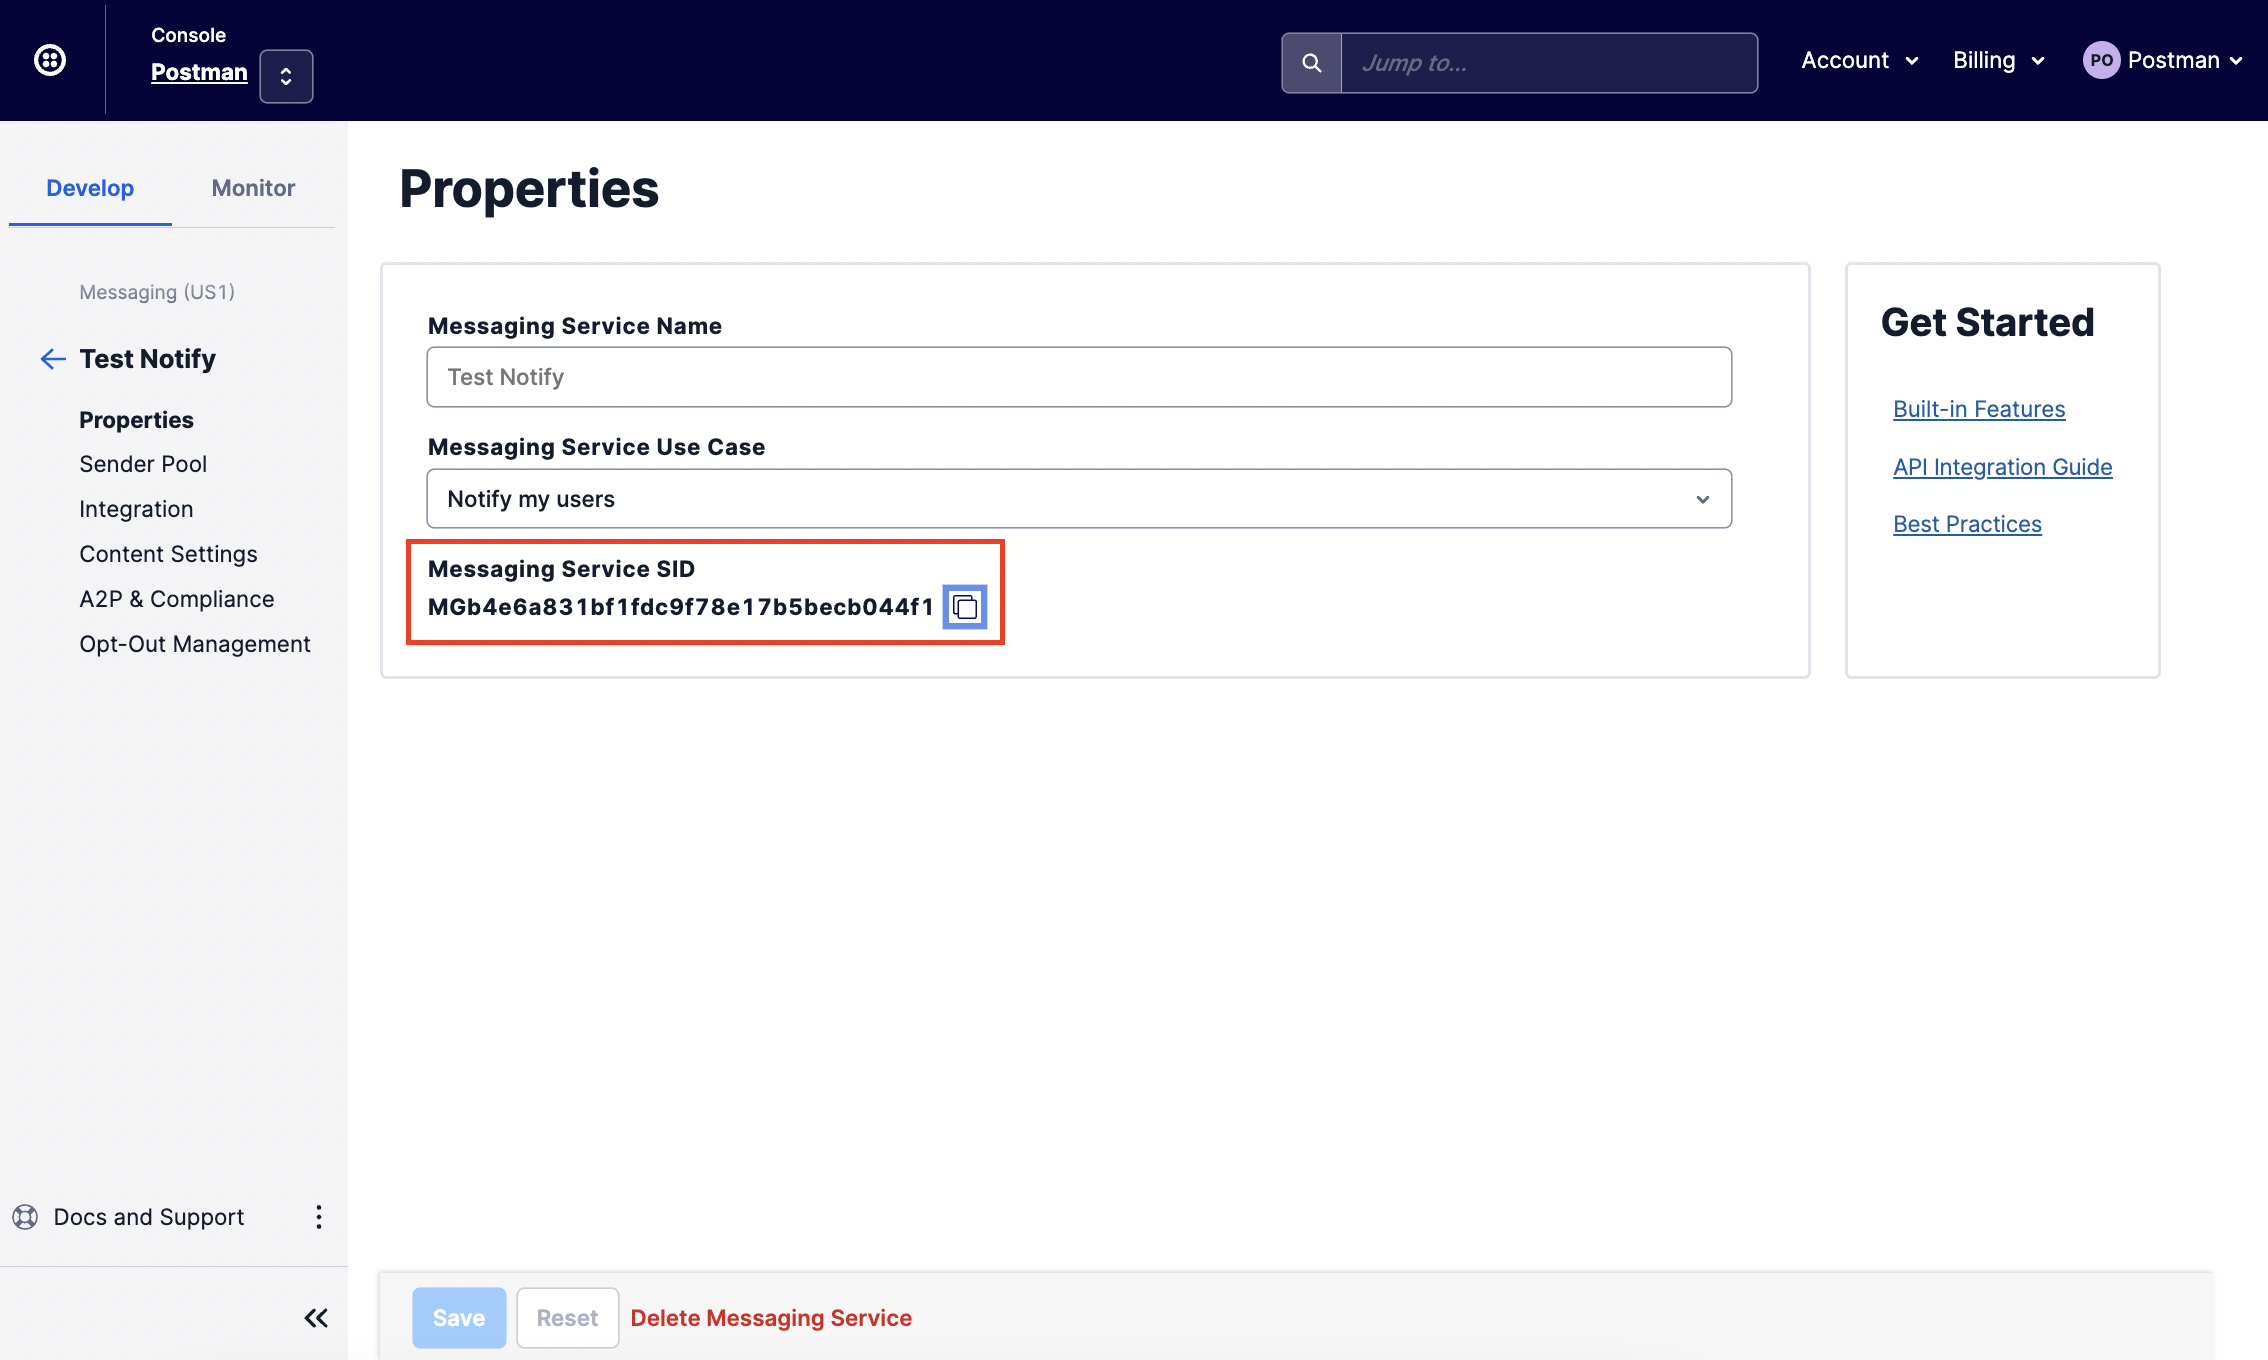 Console
Postman
Jump to...
Account
Billing
PO Postman
Develop
Monitor
Messaging (US1)
Test Notify
Properties
Sender Pool
Integration
Content Settings
A2P & Compliance
Opt-Out Management
Docs and Support
Properties
Messaging Service Name
Test Notify
Messaging Service Use Case
Notify my users
Messaging Service SID
MGb4e6a831bf1fdc9f78e17b5becb044f1
Get Started
Built-in Features
API Integration Guide
Best Practices
Save
Reset
Delete Messaging Service